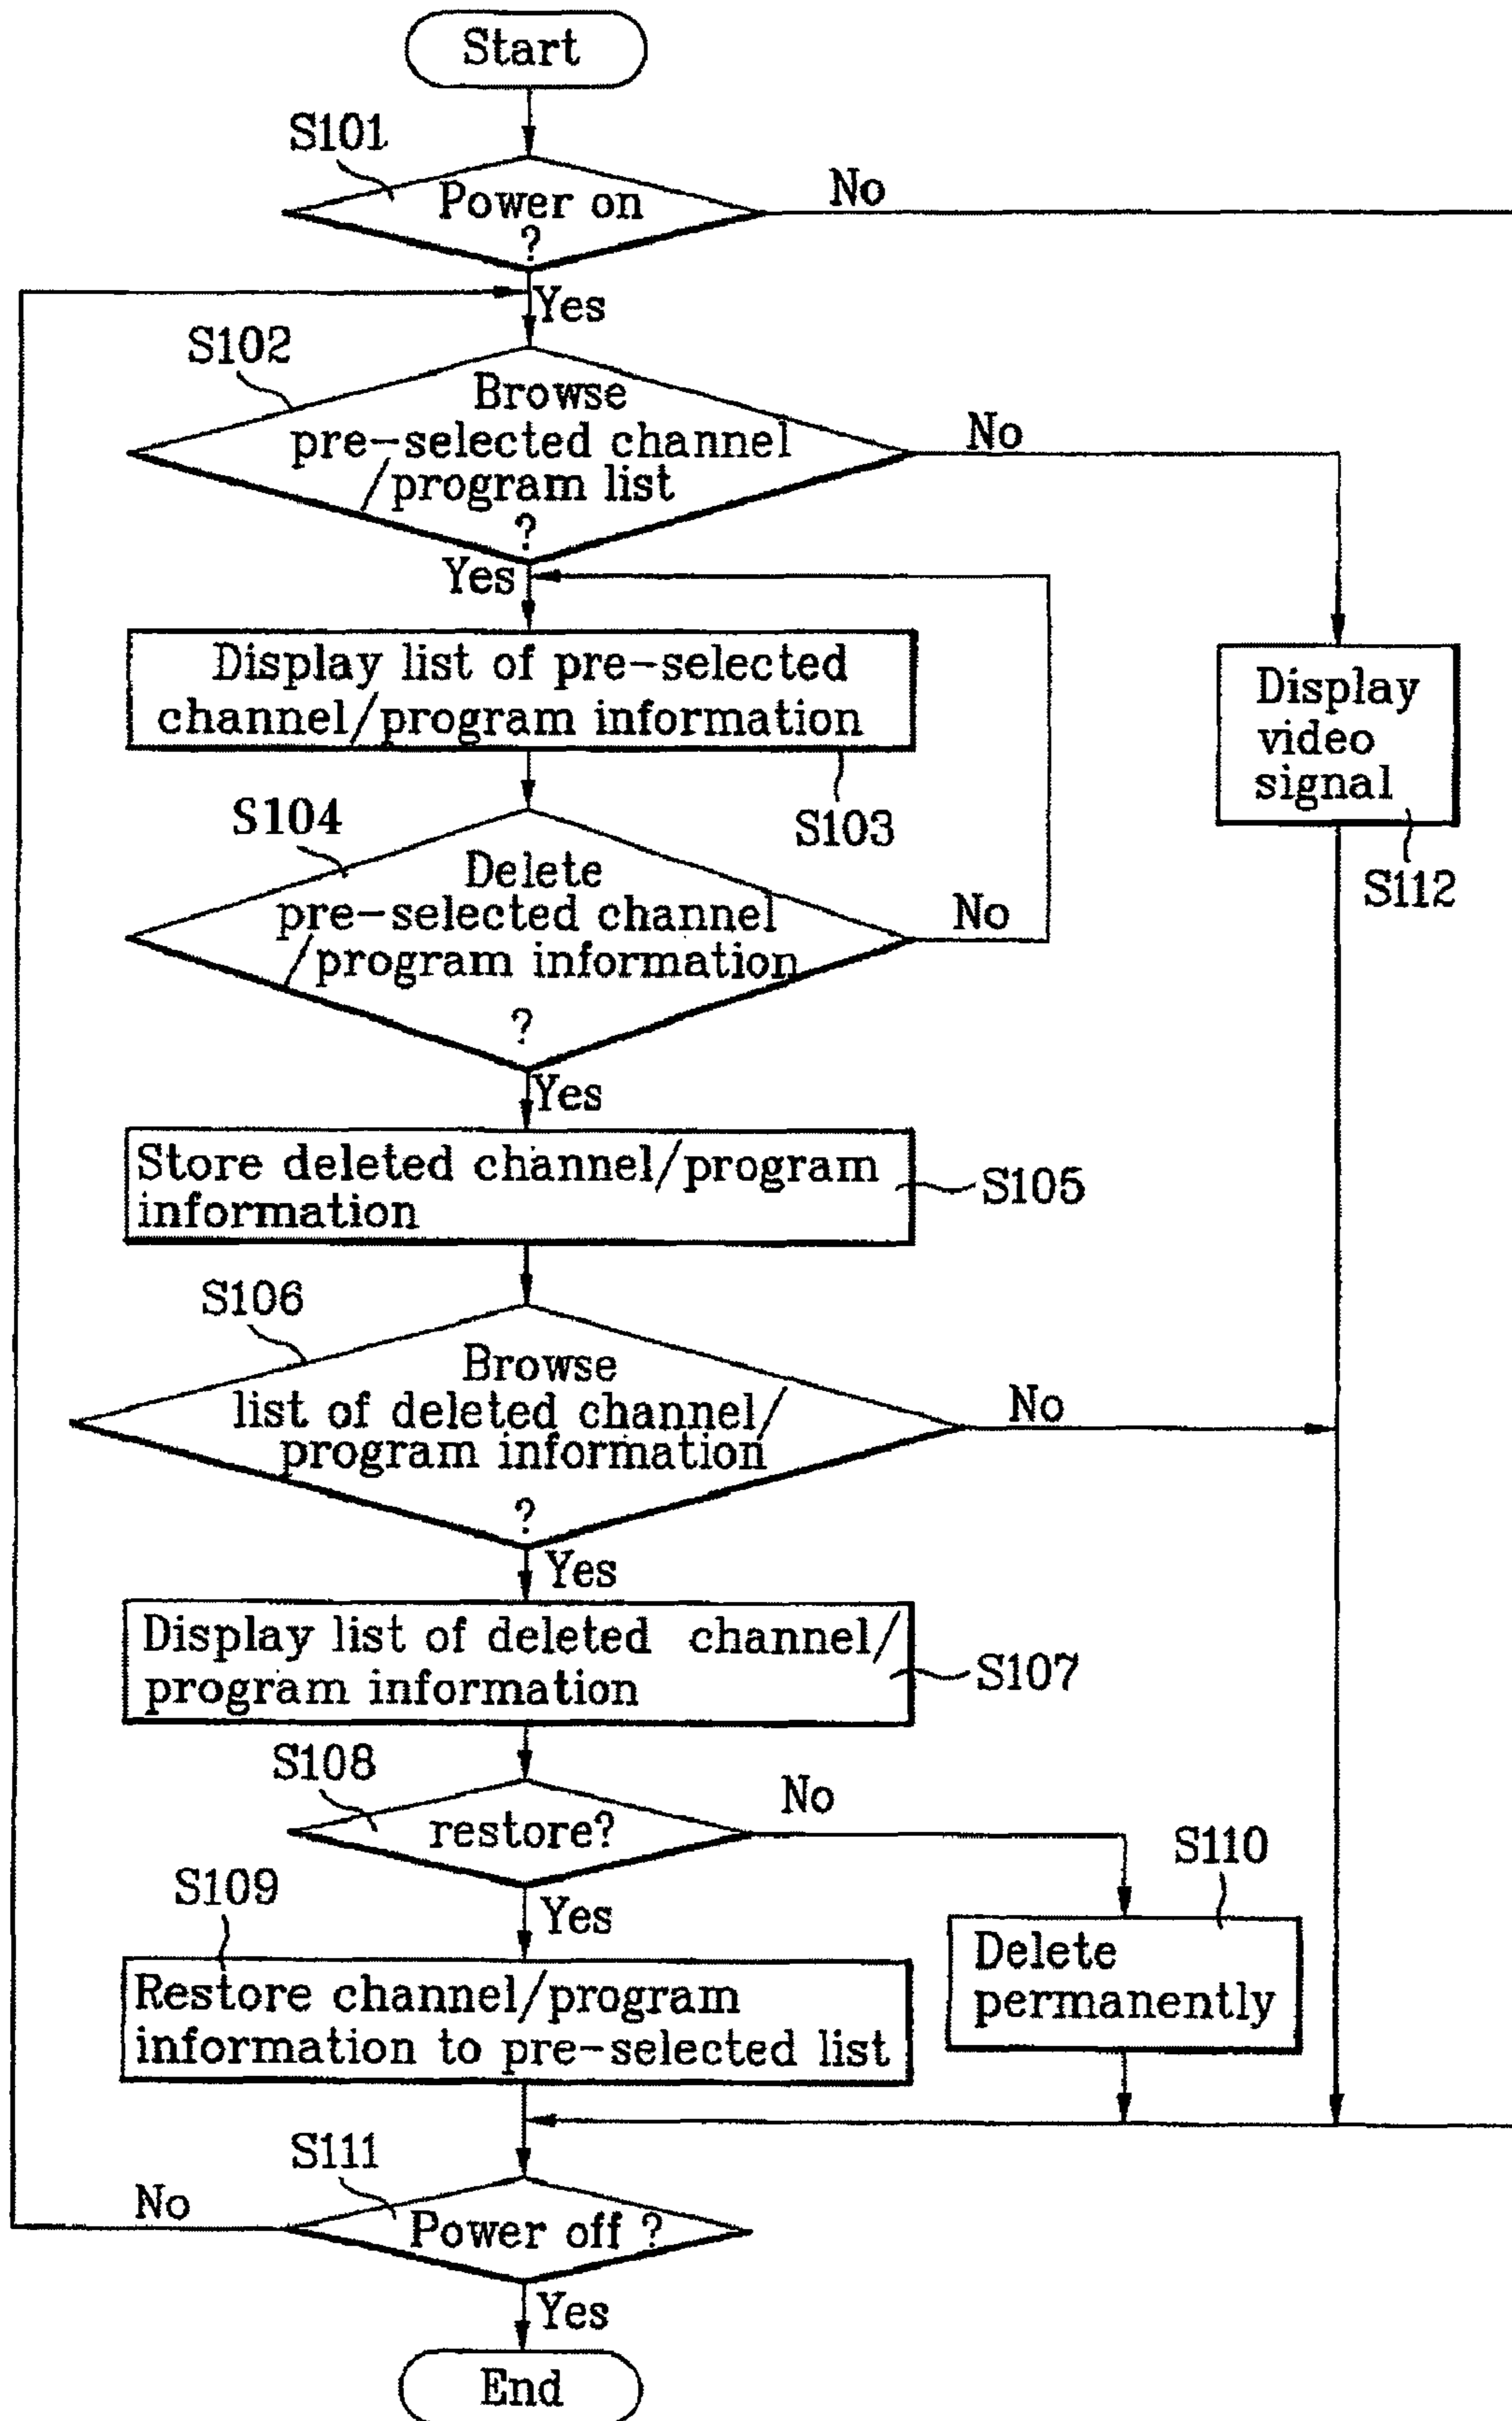 Start
S101
Power on
?
No
Yes
S102
Browse
pre-selected channel
/program list
?
No
Yes
Display list of pre-selected
channel/program information
S103
Display
video
signal
S112
S104
Delete
pre-selected channel
/program information
?
No
Yes
Store deleted channel/program
information
S105
S106
Browse
list of deleted channel/
program information
?
No
Yes
Display list of deleted channel/
program information
S107
S108
restore?
No
Yes
S110
Delete
permanently
S109
Restore channel/program
information to pre-selected list
S111
Power off ?
No
Yes
End